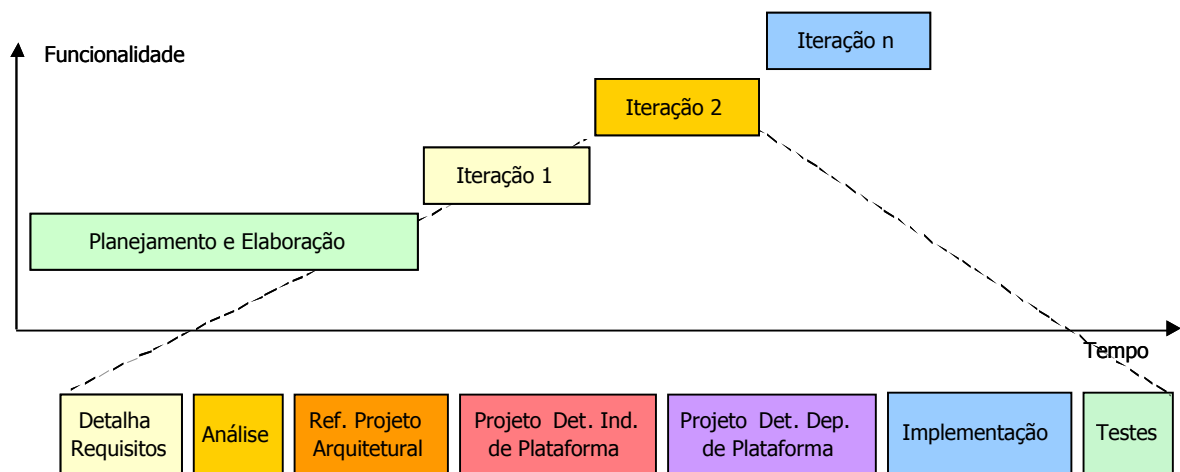 Funcionalidade
Iteração n
Iteração 2
Iteração 1
Planejamento e Elaboração
Tempo
Detalha
Requisitos
Análise
Ref. Projeto
Arquitetural
Projeto Det. Ind.
de Plataforma
Projeto Det. Dep.
de Plataforma
Implementação
Testes